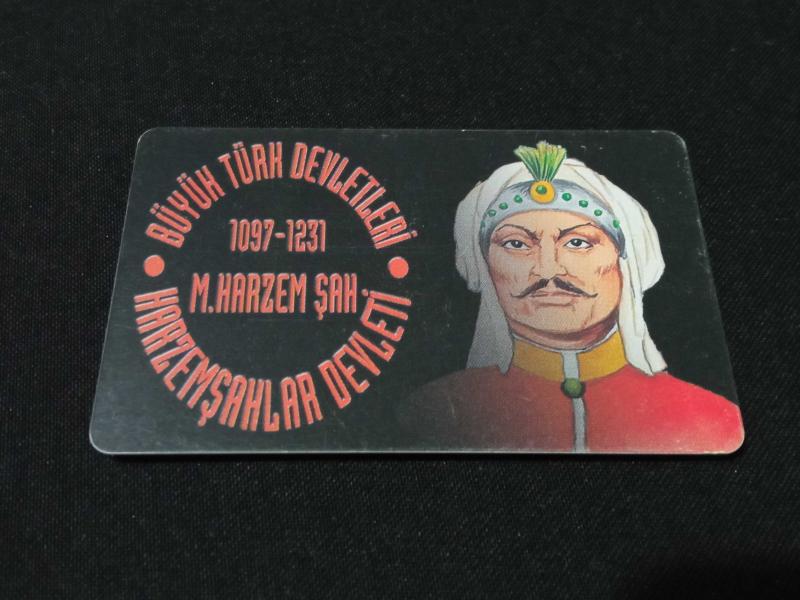 BÜYÜK TÜRK DEVLETLERİ
1097-1231
M.HARZEM ŞAH
HARZEMŞAHLAR DEVLETİ